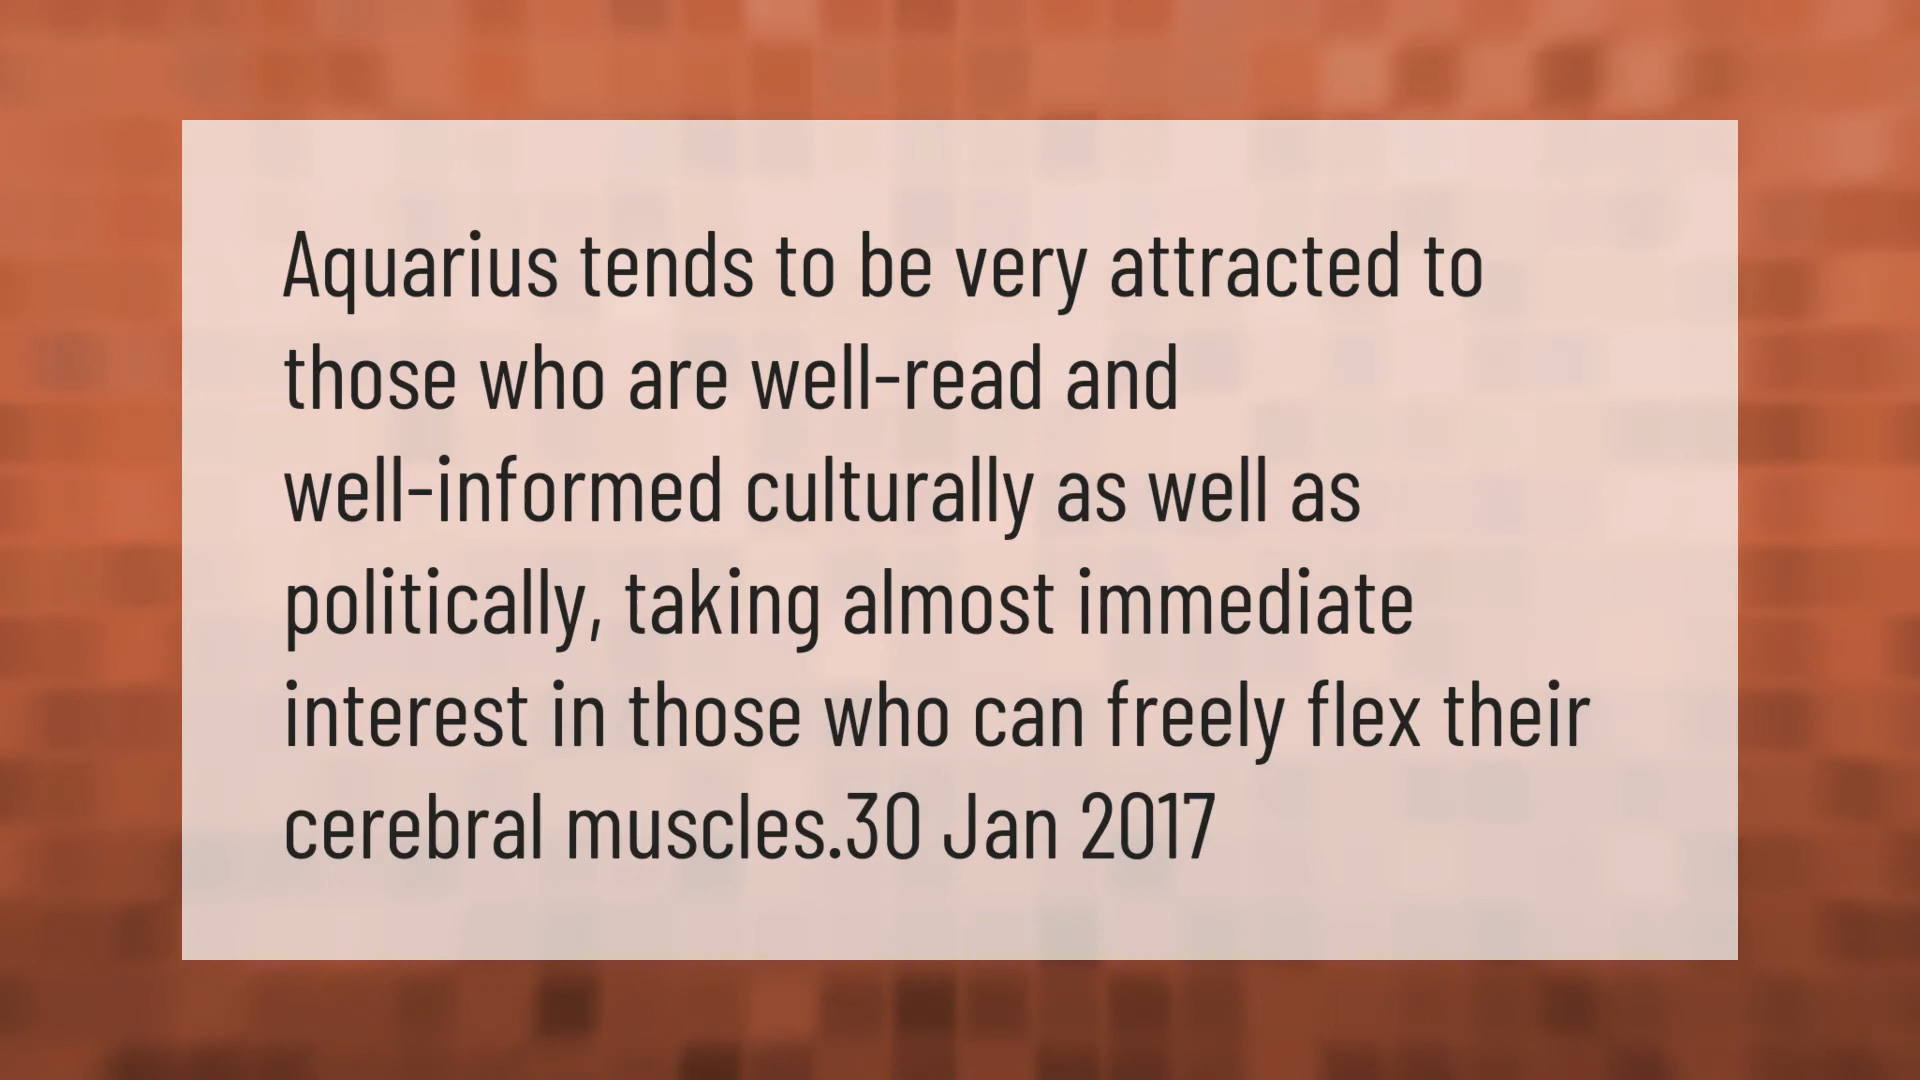 Aquarius tends to be very attracted to
those who are well-read and
well-informed culturally as well as
politically, taking almost immediate
interest in those who can freely flex their
cerebral muscles.30 Jan 2017